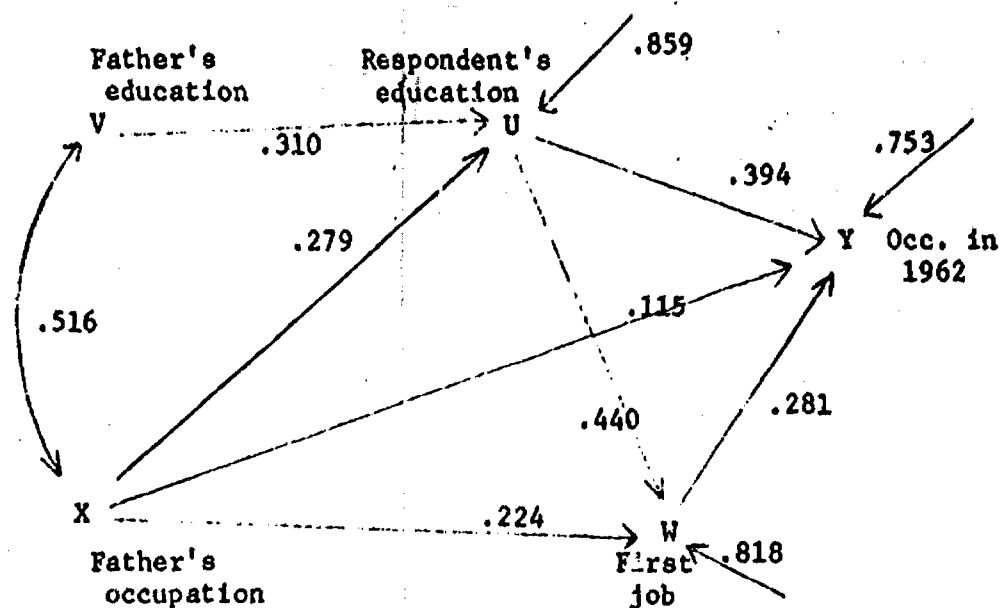 Father's
education
V
Respondent's
education
U
.859
.310
.753
.394
.279
Y Occ. in
1962
.516
.115
.281
.440
X
.224
W
Father's
occupation
First
job
.818